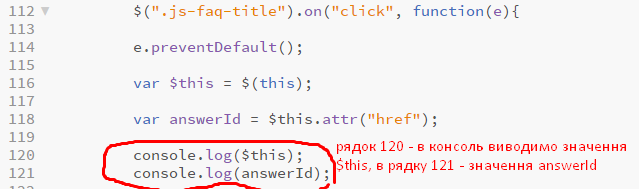 112 $(".js-faq-title").on("click", function(e){
113
114 e.preventDefault();
115
116 var $this = $(this);
117
118 var answerId = $this.attr("href");
119
120 console.log($this);
121 console.log(answerId);
рядок 120 - в консоль виводимо значення
$this, в рядку 121 - значення answerId